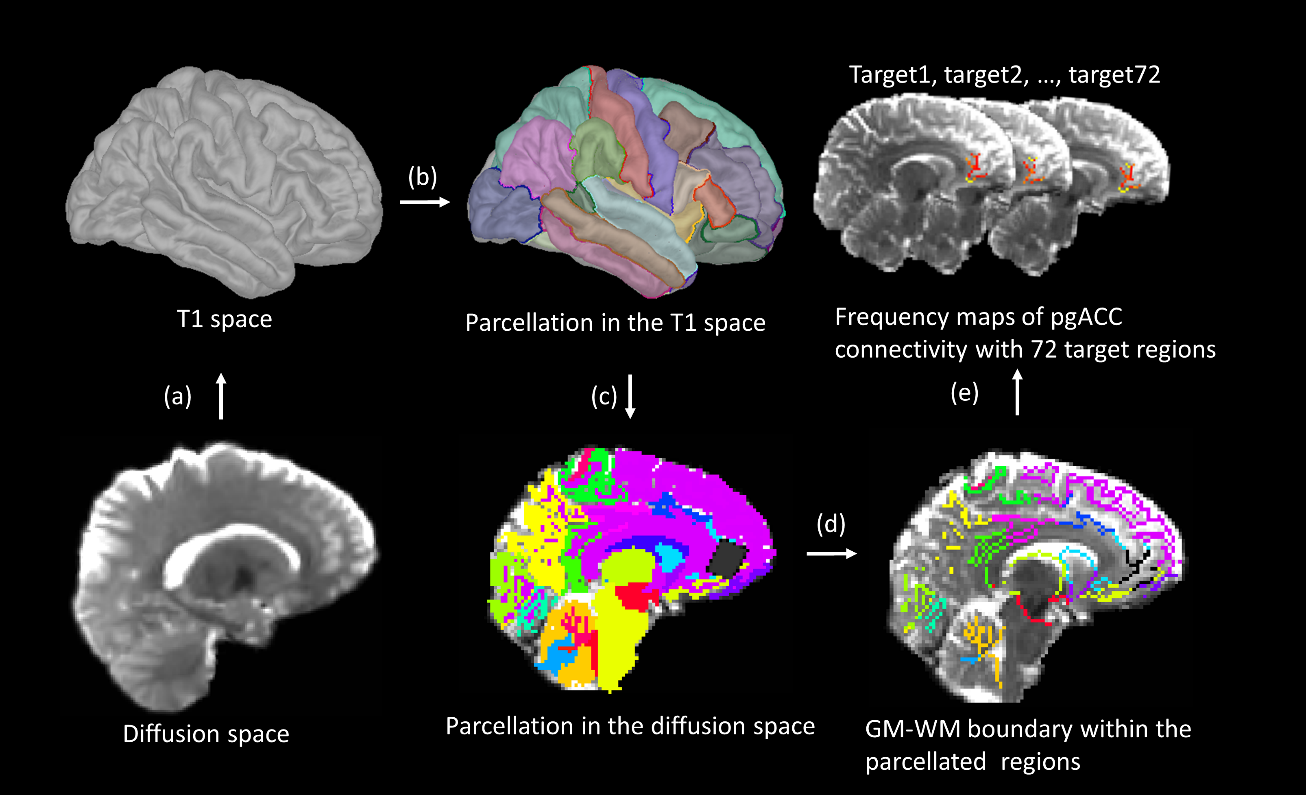 Target1, target2, ..., target72
(b)
T1 space
Parcellation in the T1 space
Frequency maps of pgACC
connectivity with 72 target regions
(a)
(c)
(e)
(d)
Diffusion space
Parcellation in the diffusion space
GM-WM boundary within the
parcellated regions